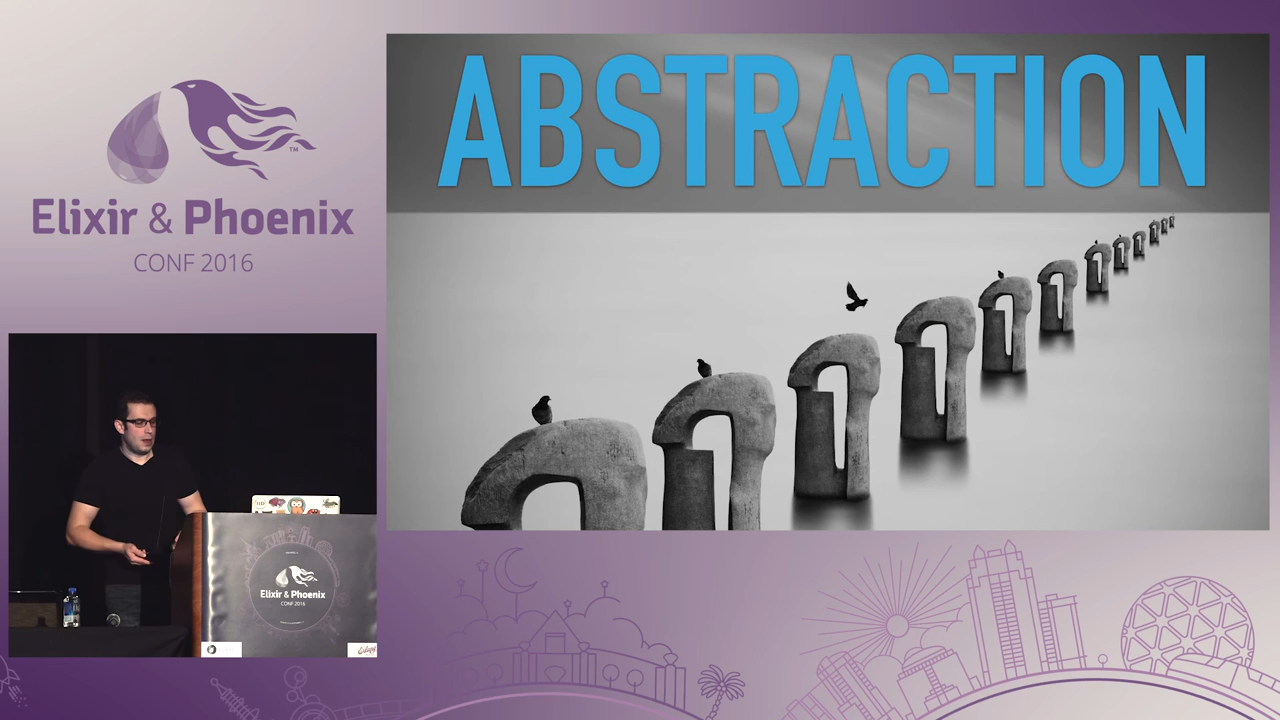 Elixir & Phoenix
CONF 2016
ABSTRACTION
Elixir & Phoenix
CONF 2016